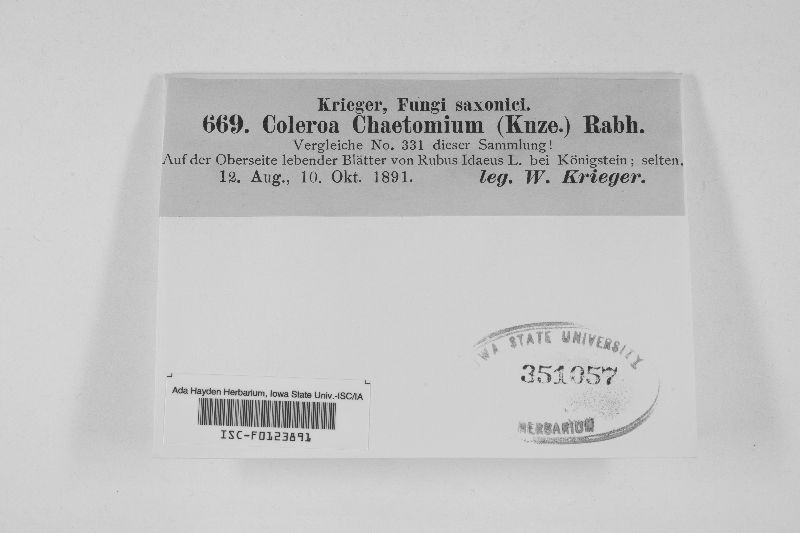 Krieger, Fungi saxonici.
669. Coleroa Chaetomium (Knze.) Rabh.
Vergleiche No. 331 dieser Sammlung!
Auf der Oberseite lebender Blätter von Rubus Idaeus L. bei Königstein; selten.
12. Aug., 10. Okt. 1891. leg. W. Krieger.
IOWA STATE UNIVERSITY
351057
HERBARIUM
Ada Hayden Herbarium, Iowa State Univ.-ISC/IA
ISC-F0123891